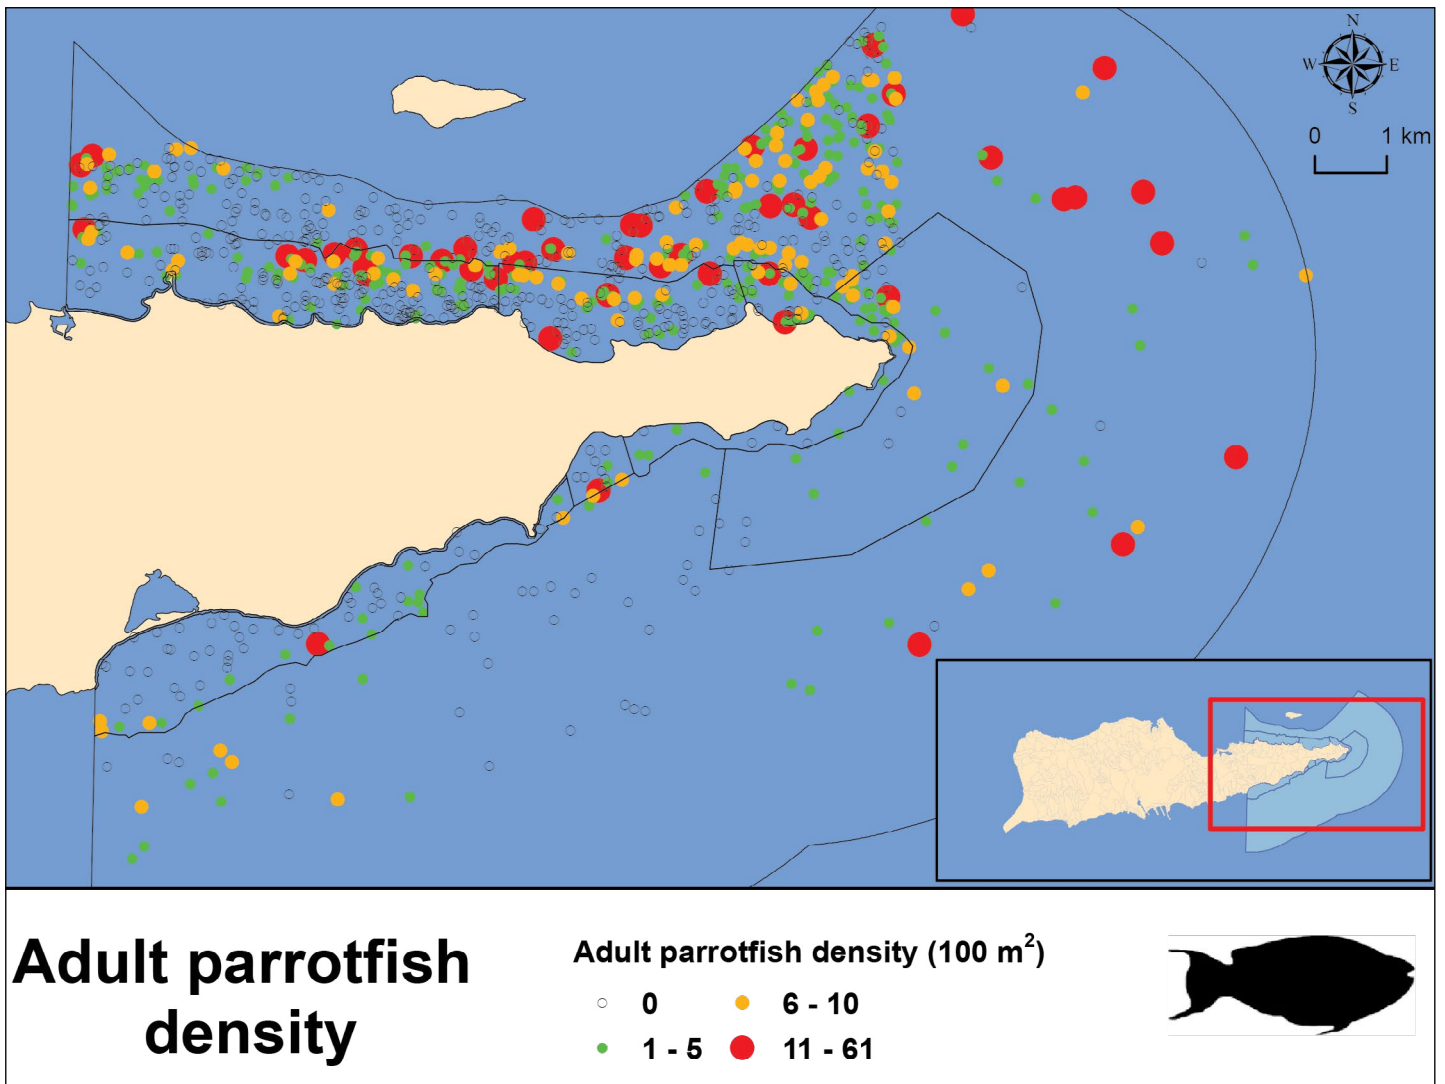 N
W E
S
0 1 km
Adult parrotfish
density
Adult parrotfish density (100 m²)
0 6 - 10
1 - 5 11 - 61